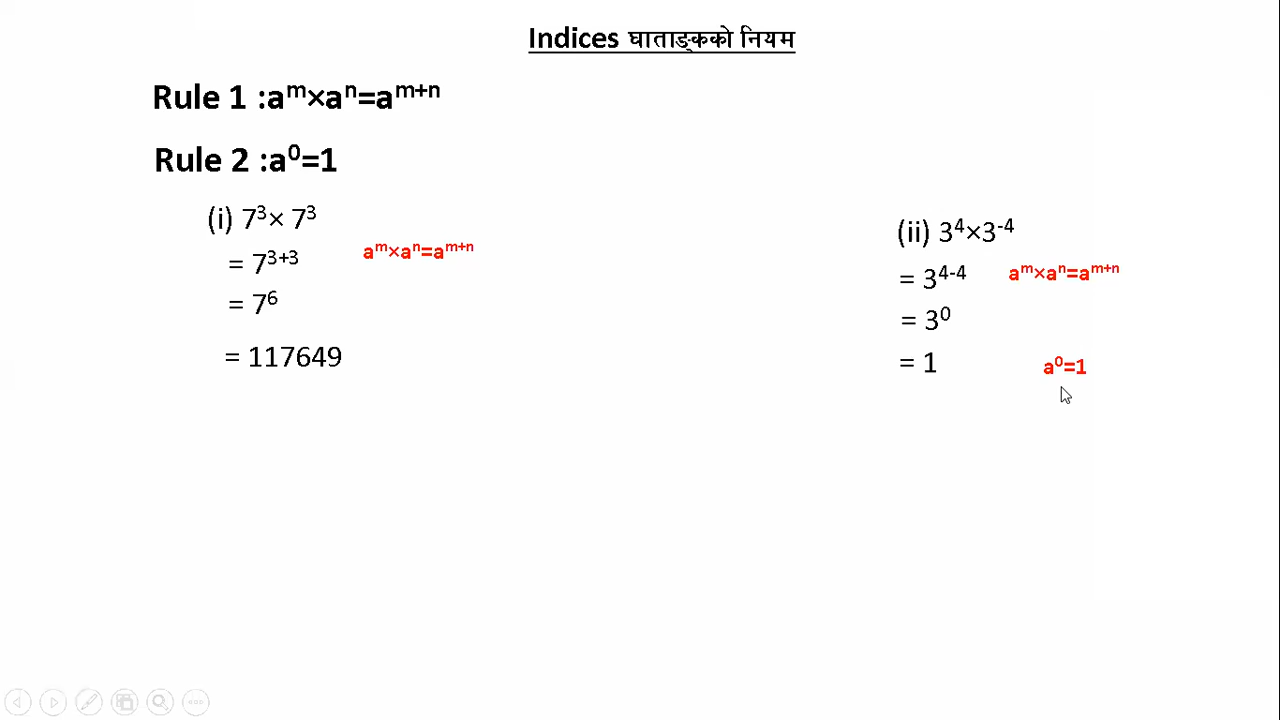 Indices घाताङ्कको नियम
Rule 1 :aᵐ×aⁿ=aᵐ⁺ⁿ
Rule 2 :a⁰=1
(i) 7³× 7³
= 7³⁺³ aᵐ×aⁿ=aᵐ⁺ⁿ
= 7⁶
= 117649
(ii) 3⁴×3⁻⁴
= 3⁴⁻⁴ aᵐ×aⁿ=aᵐ⁺ⁿ
= 3⁰
= 1 a⁰=1